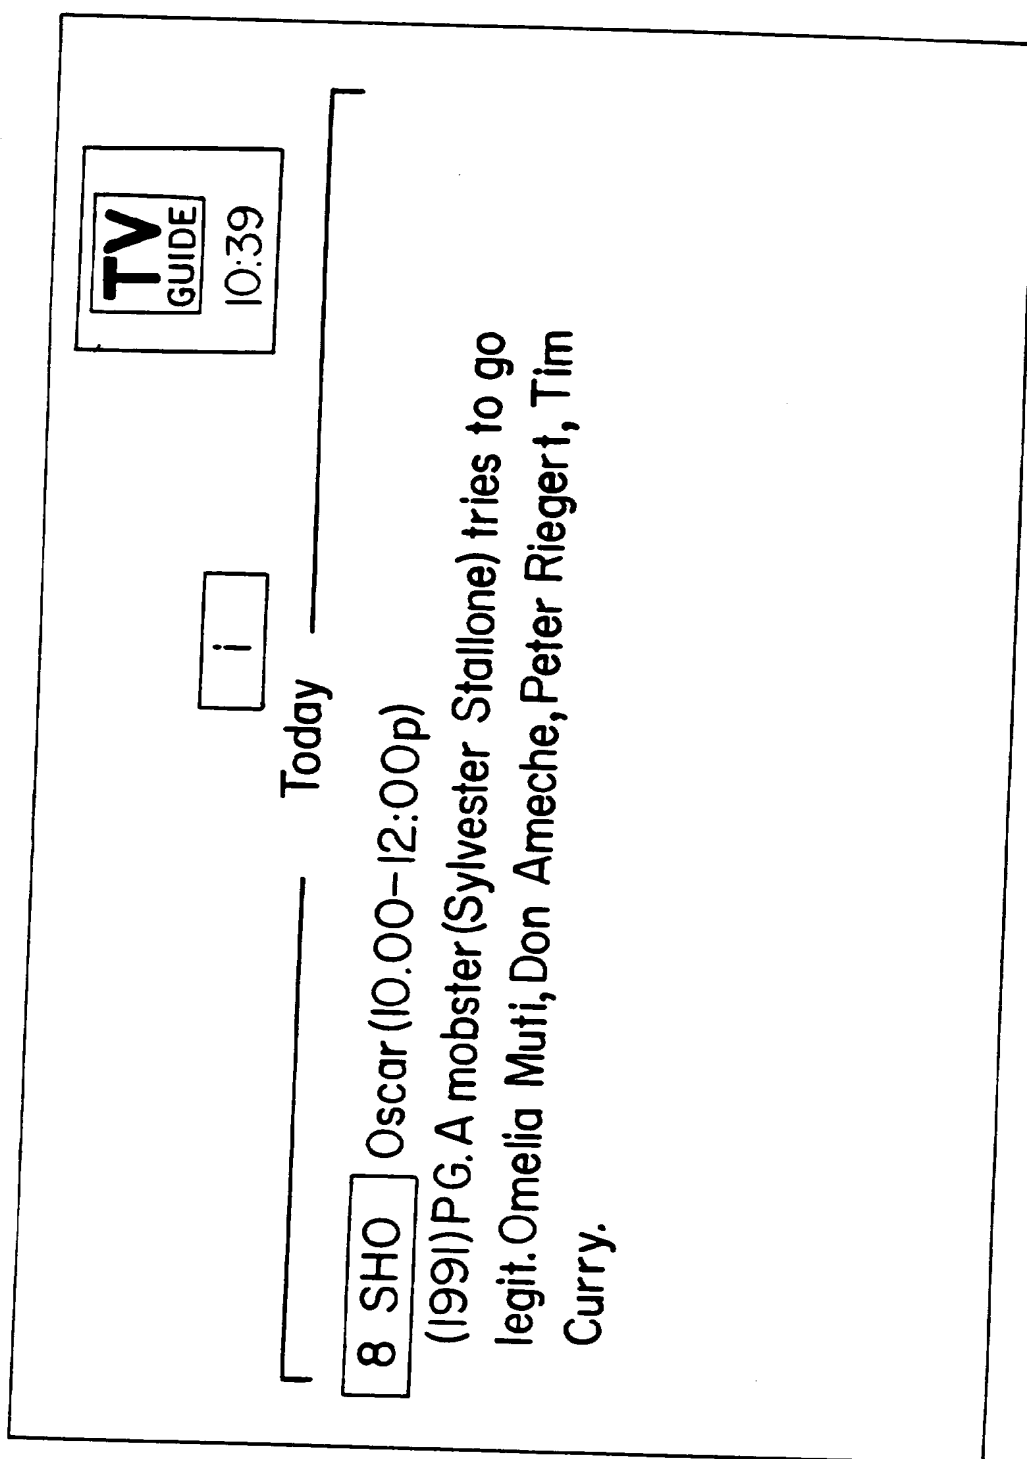 TV
GUIDE
10:39
i
Today
8 SHO Oscar (10.00-12:00p)
(1991)PG. A mobster (Sylvester Stallone) tries to go
legit. Omelia Muti, Don Ameche, Peter Riegert, Tim
Curry.